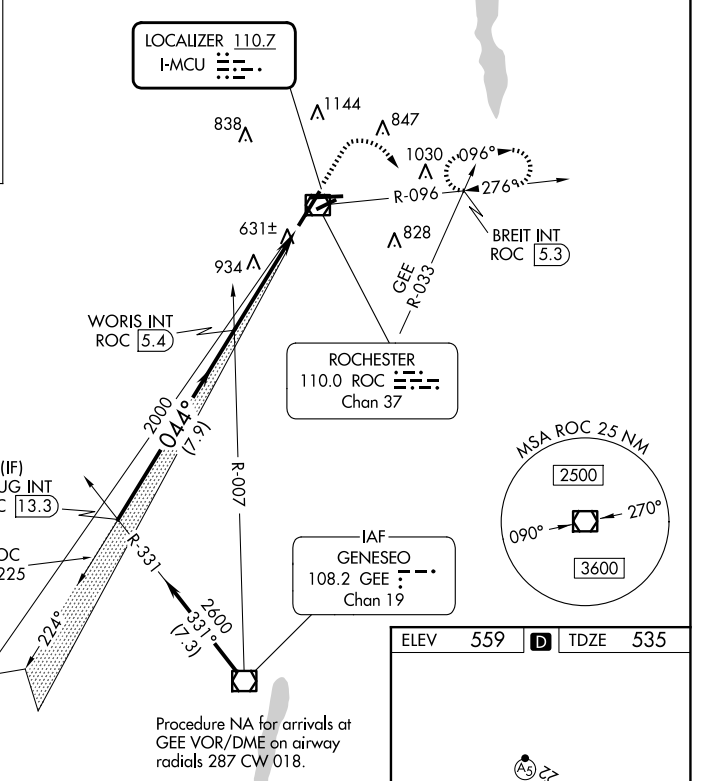 LOCALIZER 110.7
I-MCU
838
1144
847
1030
096°
276°
R-096
BREIT INT
ROC 5.3
631±
934
828
GEE
R-033
WORIS INT
ROC 5.4
ROCHESTER
110.0 ROC
Chan 37
2000
044°
(7.9)
R-007
MSA ROC 25 NM
2500
270°
090°
3600
(IF)
UG INT
C 13.3
OC
225
R-331
224°
2600
331°
(7.3)
IAF
GENESEO
108.2 GEE
Chan 19
Procedure NA for arrivals at
GEE VOR/DME on airway
radials 287 CW 018.
ELEV 559 D TDZE 535
A5
22